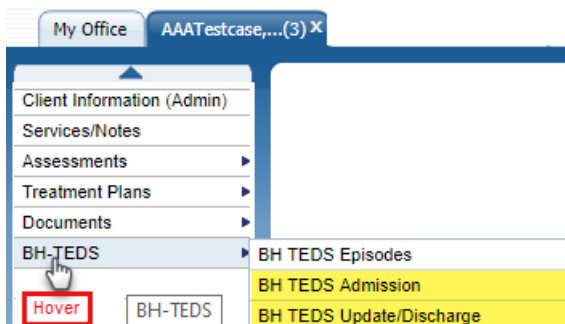 My Office
AAATestcase,...(3) X
Client Information (Admin)
Services/Notes
Assessments
Treatment Plans
Documents
BH-TEDS
BH TEDS Episodes
BH TEDS Admission
BH TEDS Update/Discharge
Hover
BH-TEDS